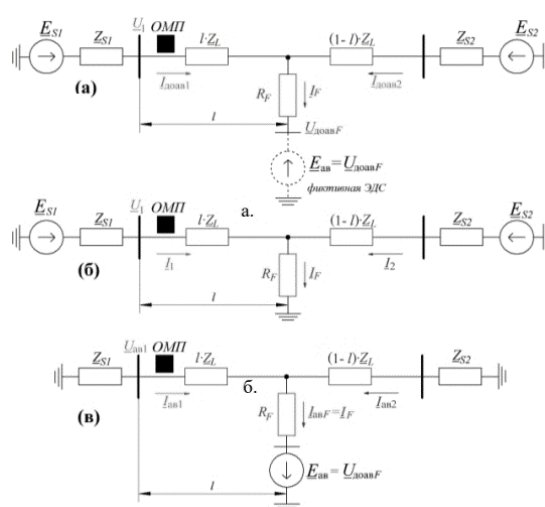 E_S1 Z_S1 U_1 ОМП l·Z_L (1- l)·Z_L Z_S2 E_S2
(а) I_доав1 R_F I_F I_доав2
l U_доавF
E_ав = U_доавF
фиктивная ЭДС
а.
E_S1 Z_S1 U_1 ОМП l·Z_L (1- l)·Z_L Z_S2 E_S2
(б) I_1 R_F I_F I_2
l
Z_S1 U_ав1 ОМП l·Z_L (1- l)·Z_L Z_S2
б.
(в) I_ав1 R_F I_авF = I_F I_ав2
E_ав = U_доавF
l